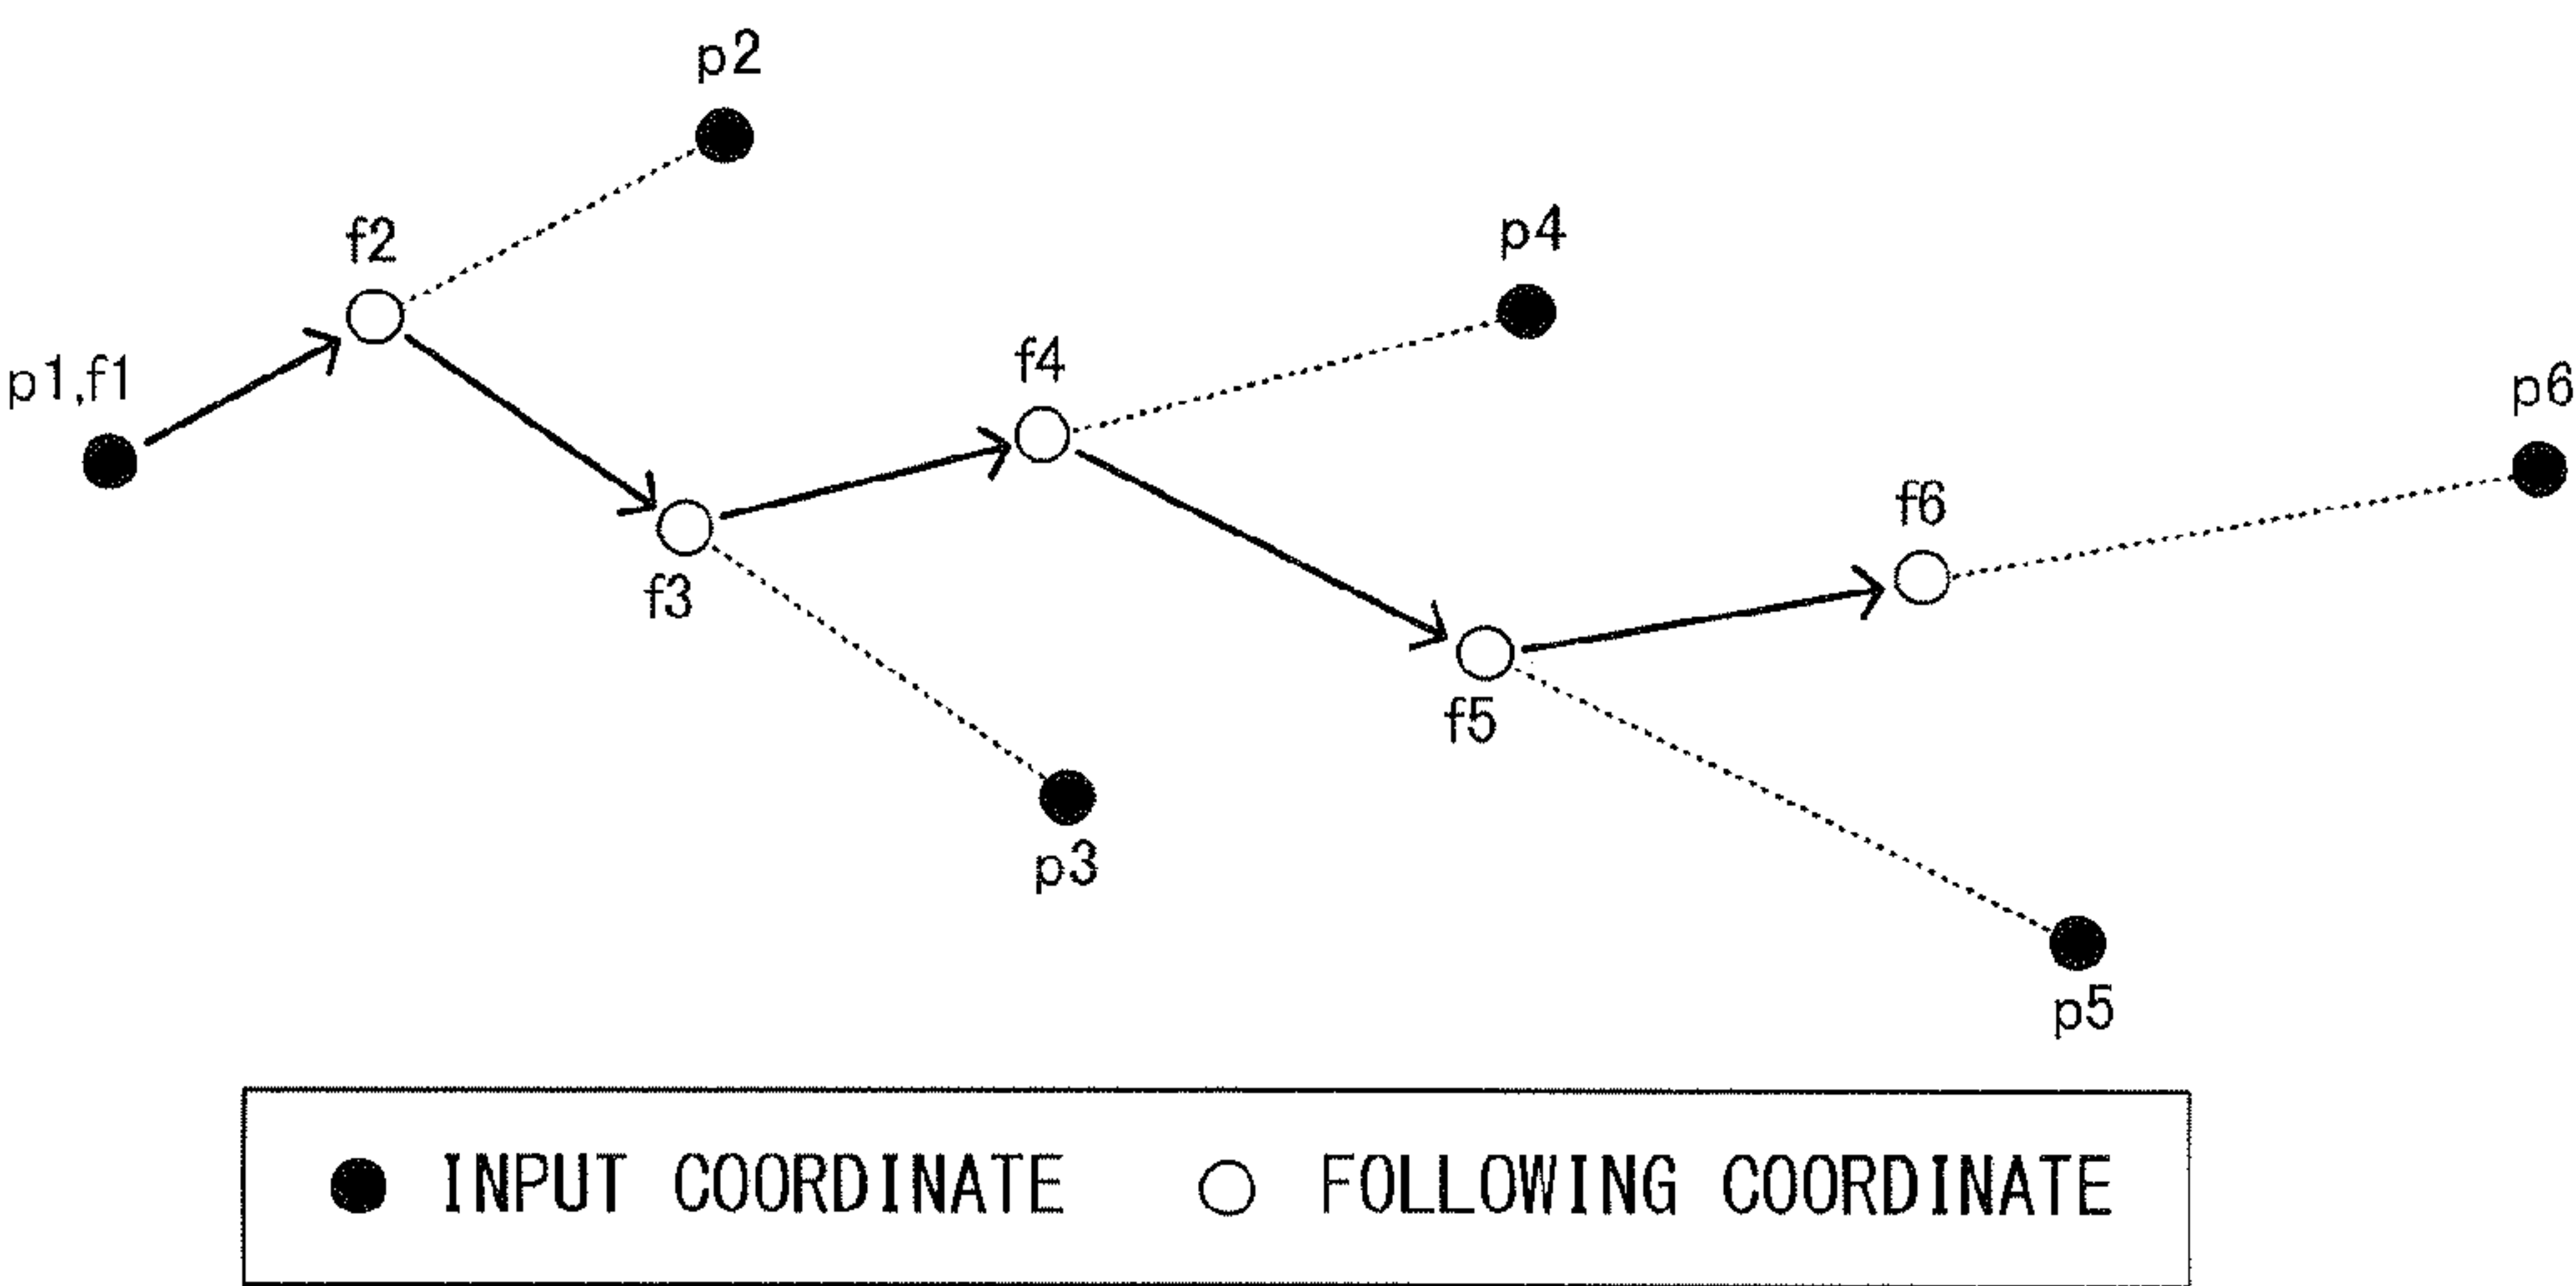 p2
p4
f2
f4
p1,f1
p6
f6
f3
f5
p3
p5
INPUT COORDINATE
FOLLOWING COORDINATE